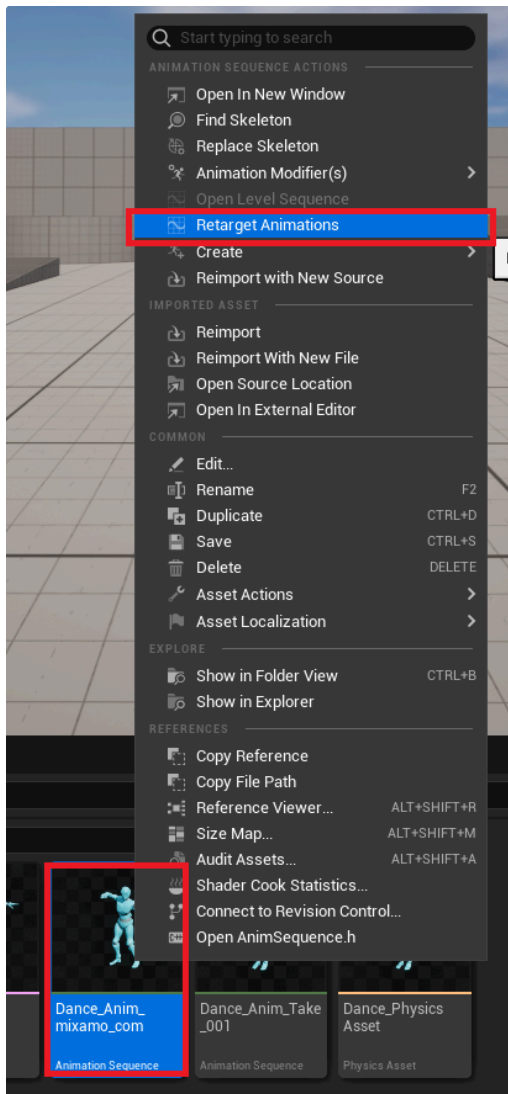 Start typing to search
ANIMATION SEQUENCE ACTIONS
Open In New Window
Find Skeleton
Replace Skeleton
Animation Modifier(s)
Open Level Sequence
Retarget Animations
Create
Reimport with New Source
IMPORTED ASSET
Reimport
Reimport With New File
Open Source Location
Open In External Editor
COMMON
Edit...
Rename F2
Duplicate CTRL+D
Save CTRL+S
Delete DELETE
Asset Actions
Asset Localization
EXPLORE
Show in Folder View CTRL+B
Show in Explorer
REFERENCES
Copy Reference
Copy File Path
Reference Viewer... ALT+SHIFT+R
Size Map... ALT+SHIFT+M
Audit Assets... ALT+SHIFT+A
Shader Cook Statistics...
Connect to Revision Control...
Open AnimSequence.h
Dance_Anim_
mixamo_com
Animation Sequence
Dance_Anim_Take
_001
Animation Sequence
Dance_Physics
Asset
Physics Asset